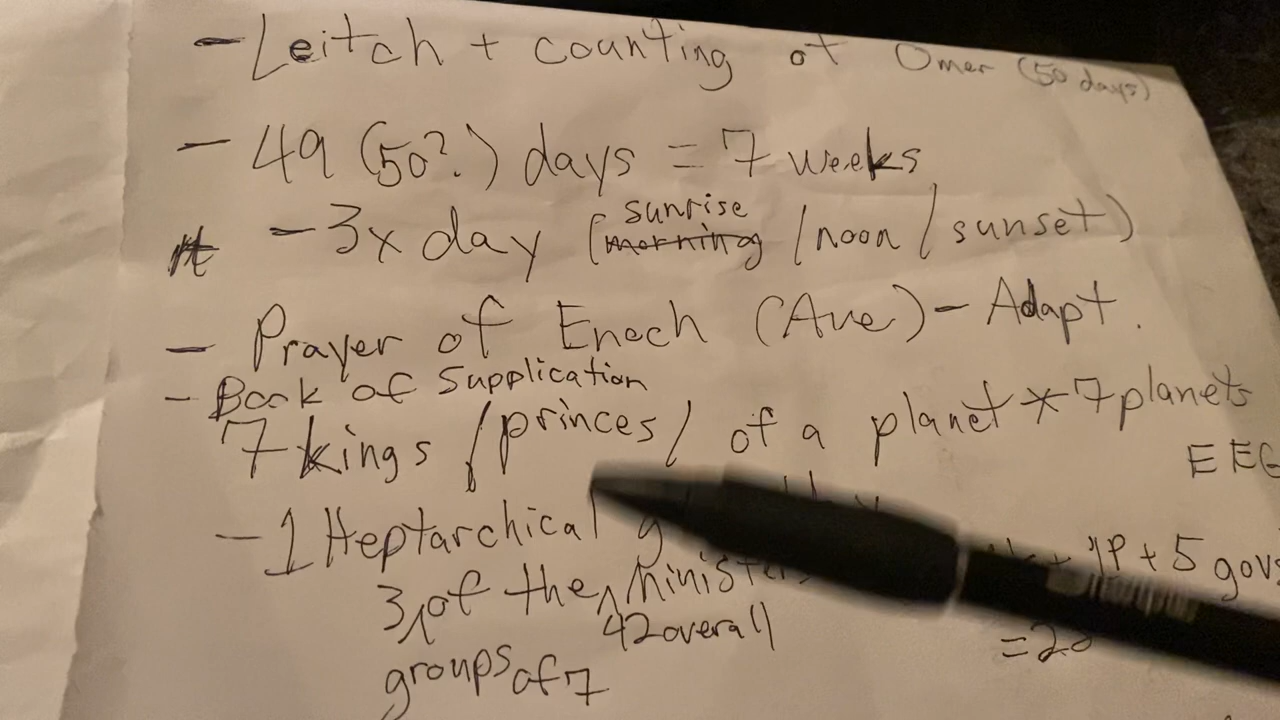 - Leitch + counting of Omer (50 days)
- 49 (50?) days = 7 weeks
- 3x day (morning sunrise / noon / sunset)
- Prayer of Enoch (Ave) - Adapt.
- Book of Supplication
7 kings / princes / of a planet * 7 planets
EEG
- 1 Heptarchical
+ 1P + 5 govs
3 of the
42 overall
groups of 7